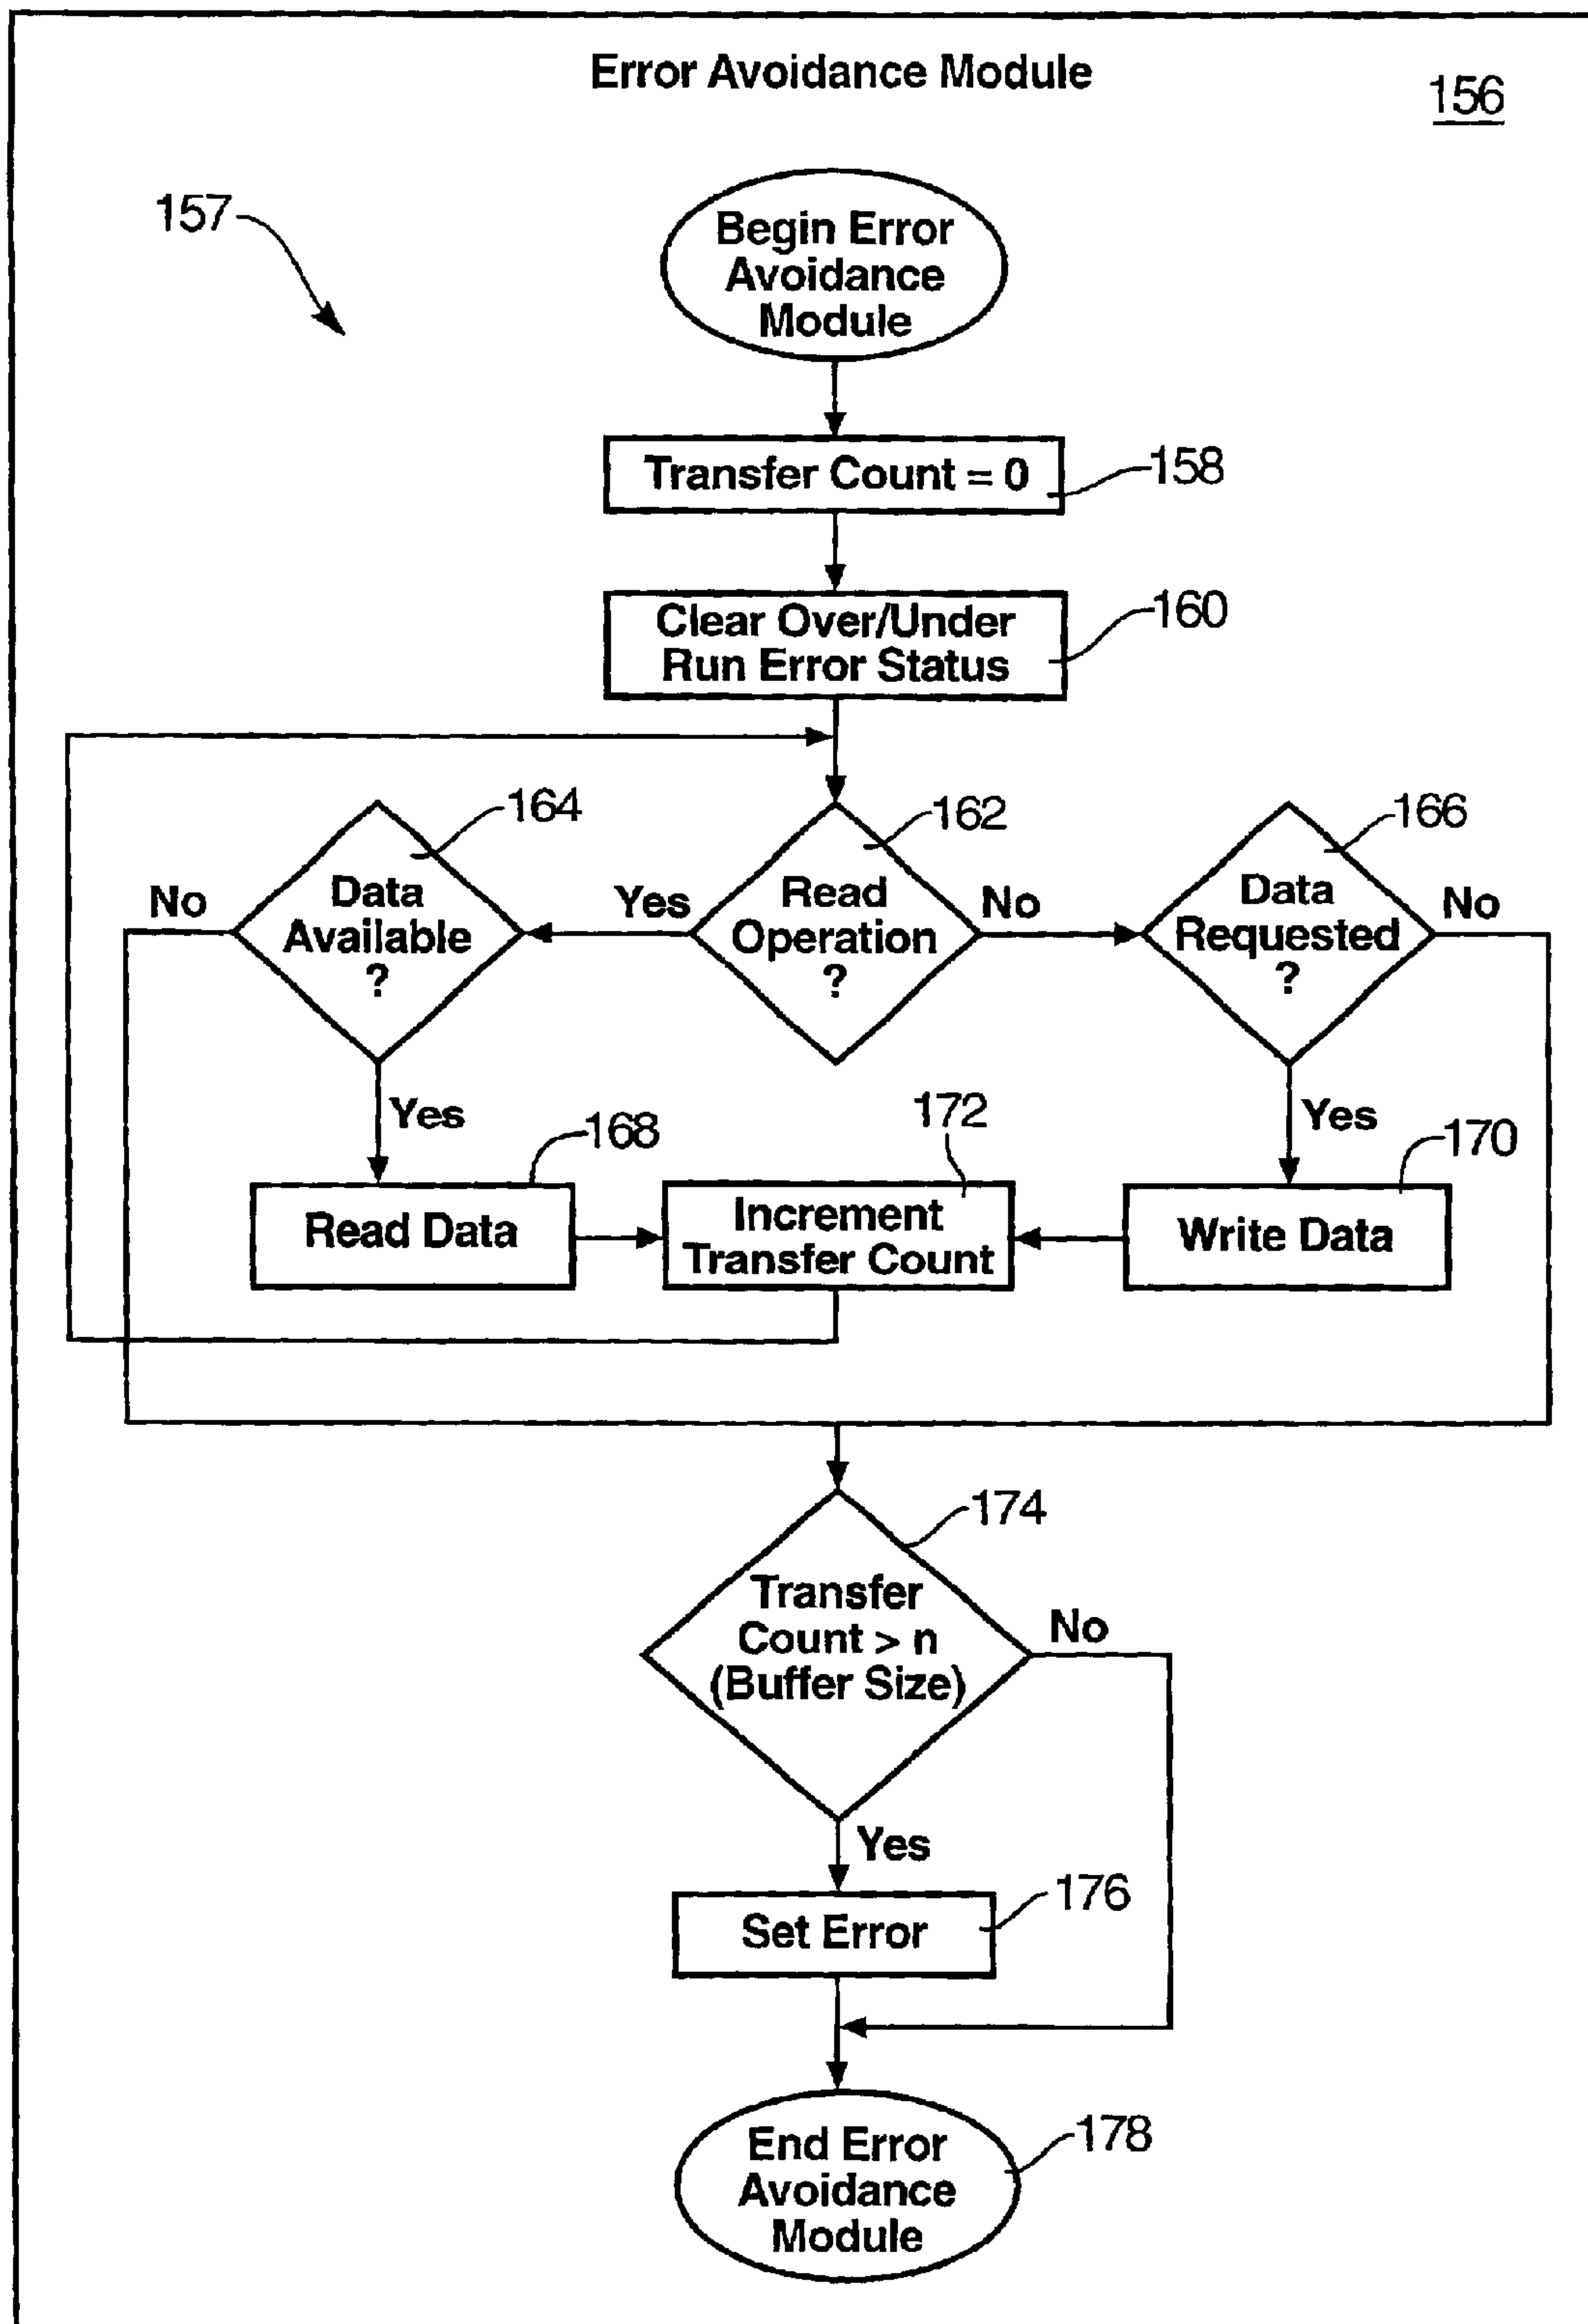 Error Avoidance Module
156
157
Begin Error
Avoidance
Module
Transfer Count = 0
158
Clear Over/Under
Run Error Status
160
164
162
166
No
Data
Available
?
Yes
Read
Operation
?
No
Data
Requested
?
No
Yes
168
172
Yes
170
Read Data
Increment
Transfer Count
Write Data
174
Transfer
Count > n
(Buffer Size)
No
Yes
176
Set Error
End Error
Avoidance
Module
178